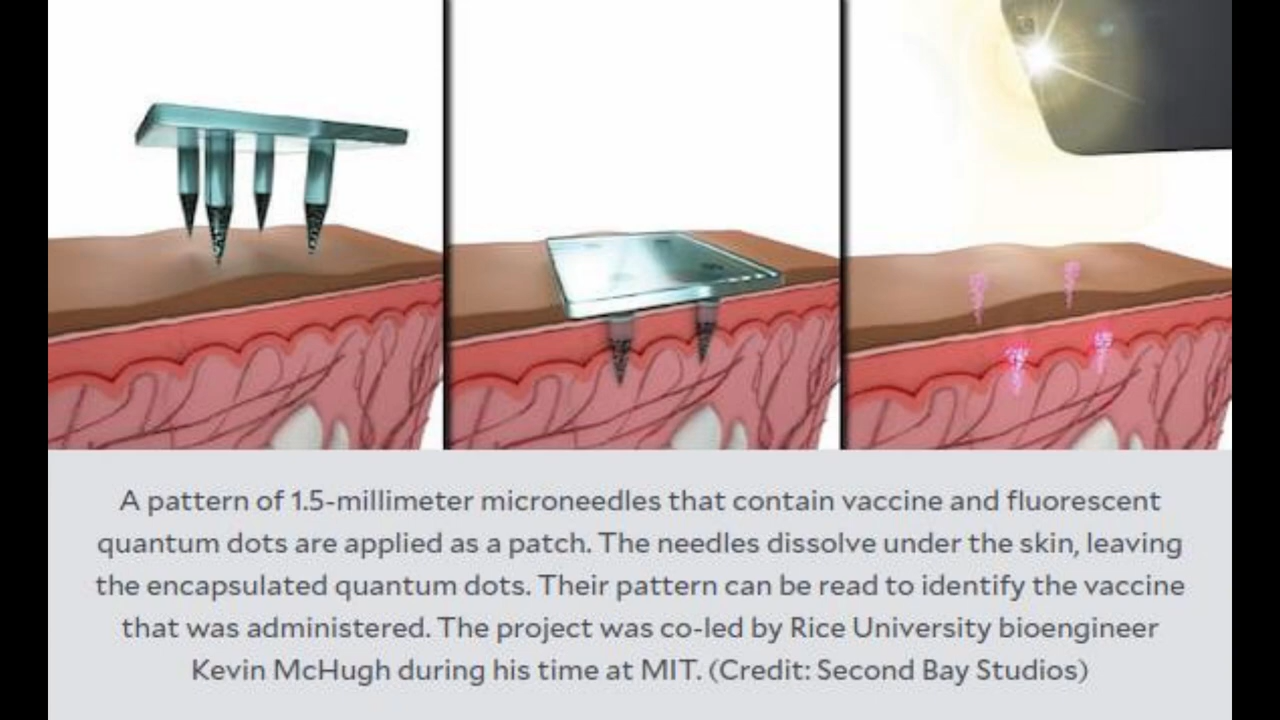 A pattern of 1.5-millimeter microneedles that contain vaccine and fluorescent
quantum dots are applied as a patch. The needles dissolve under the skin, leaving
the encapsulated quantum dots. Their pattern can be read to identify the vaccine
that was administered. The project was co-led by Rice University bioengineer
Kevin McHugh during his time at MIT. (Credit: Second Bay Studios)